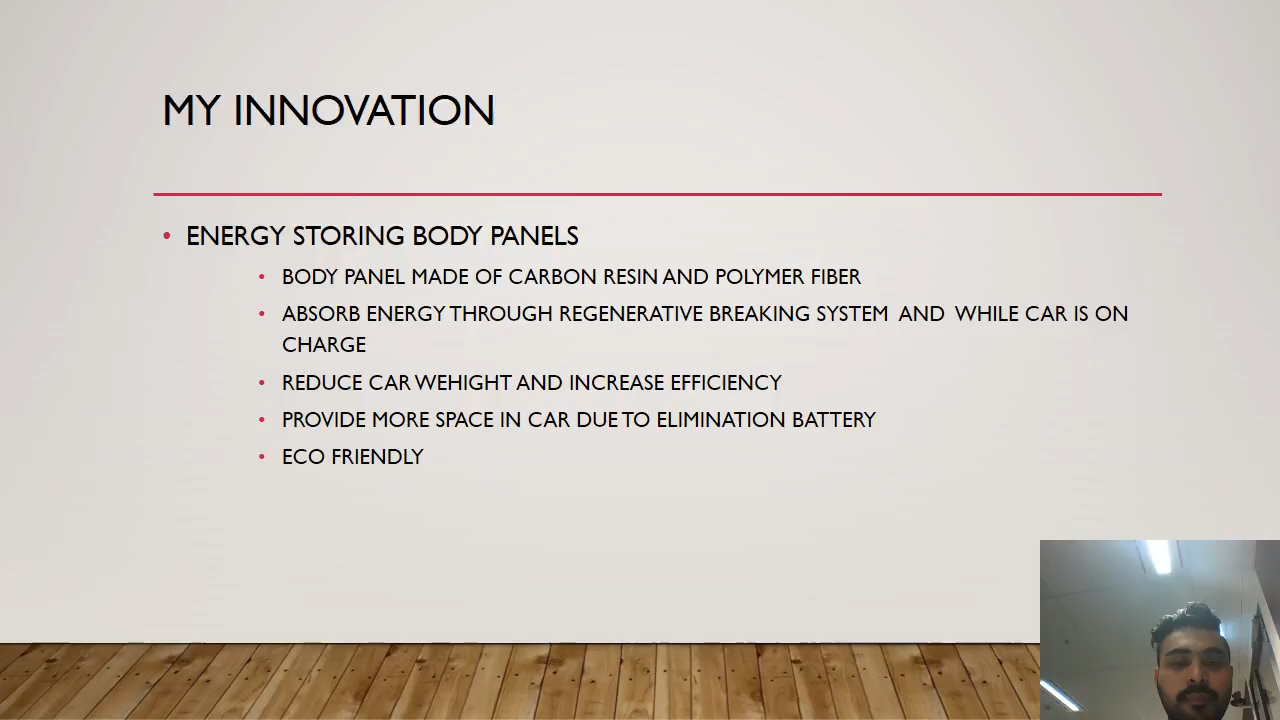 MY INNOVATION
• ENERGY STORING BODY PANELS
• BODY PANEL MADE OF CARBON RESIN AND POLYMER FIBER
• ABSORB ENERGY THROUGH REGENERATIVE BREAKING SYSTEM AND WHILE CAR IS ON
CHARGE
• REDUCE CAR WEHIGHT AND INCREASE EFFICIENCY
• PROVIDE MORE SPACE IN CAR DUE TO ELIMINATION BATTERY
• ECO FRIENDLY